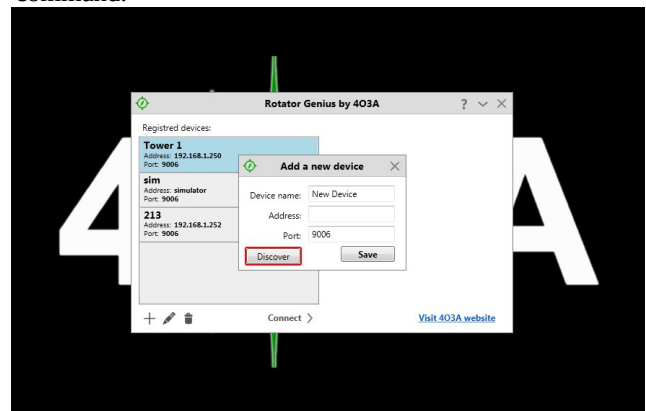 command.
4 A
Rotator Genius by 4O3A
?
Registred devices:
Tower 1
Address: 192.168.1.250
Port: 9006
sim
Address: simulator
Port: 9006
213
Address: 192.168.1.252
Port: 9006
Add a new device
Device name: New Device
Address:
Port: 9006
Discover
Save
Connect
Visit 4O3A website